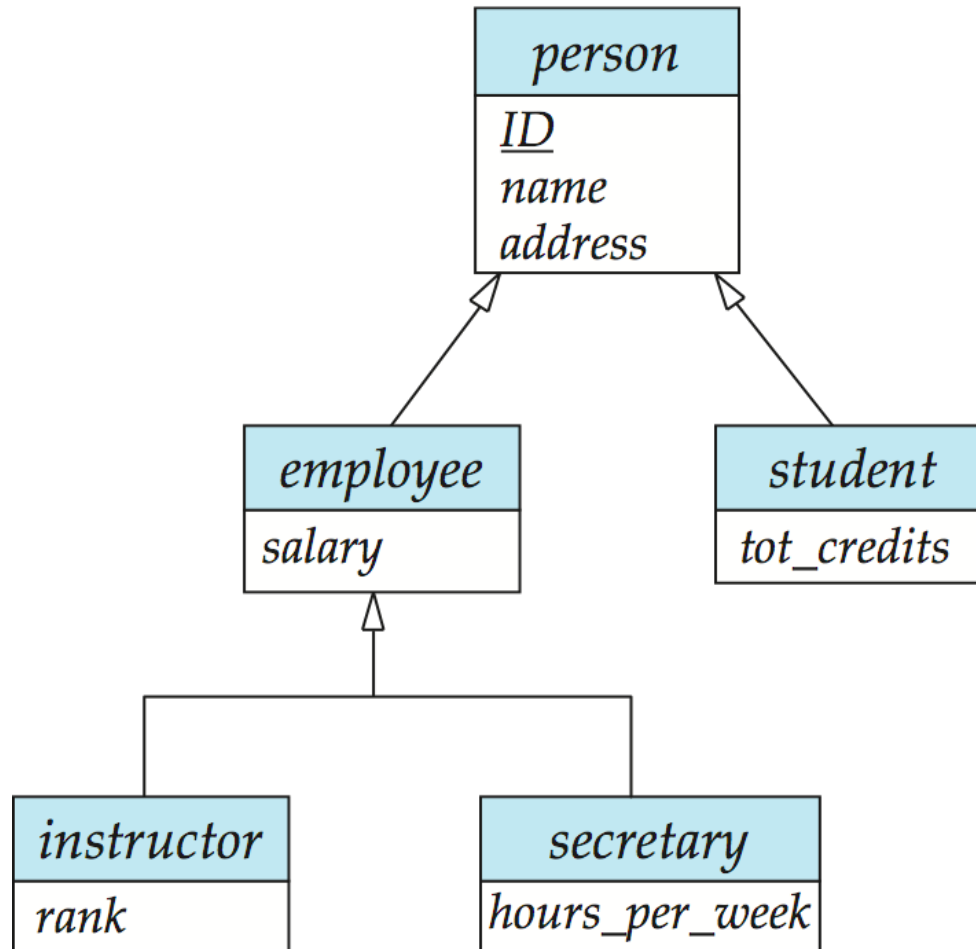 person
ID
name
address
employee
salary
student
tot_credits
instructor
rank
secretary
hours_per_week